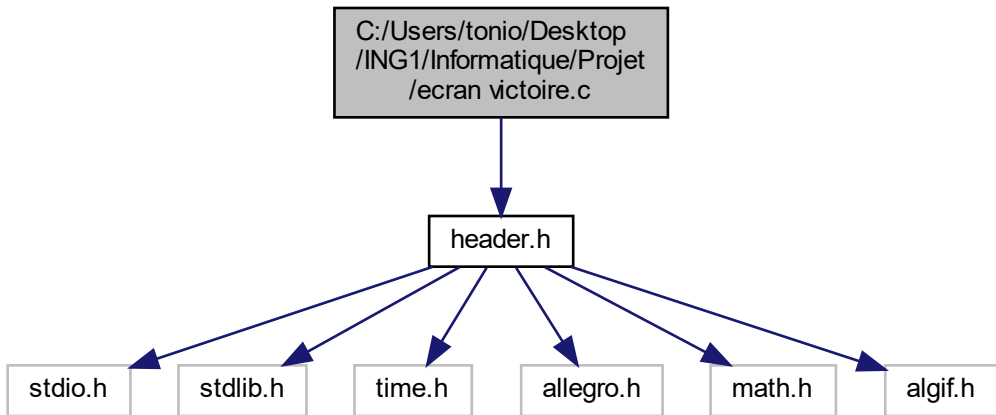 C:/Users/tonio/Desktop
/ING1/Informatique/Projet
/ecran victoire.c
header.h
stdio.h
stdlib.h
time.h
allegro.h
math.h
algif.h